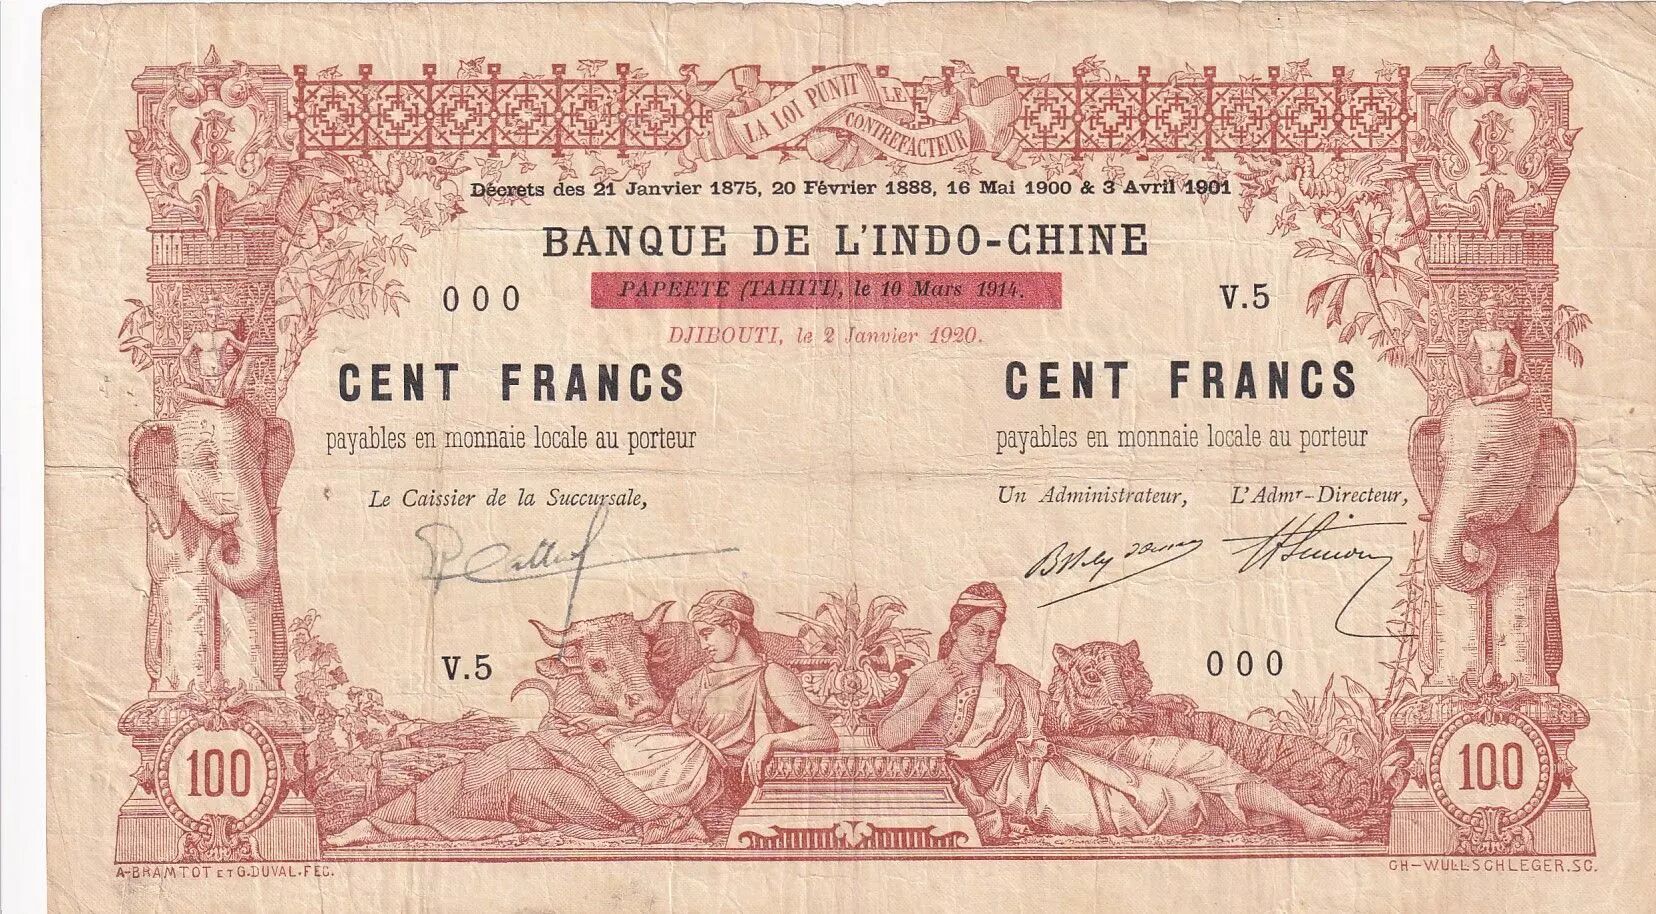 LA LOI PUNIT LE
CONTREFACTEUR
Décrets des 21 Janvier 1875, 20 Février 1888, 16 Mai 1900 & 3 Avril 1901
BANQUE DE L'INDO-CHINE
PAPEETE (TAHITI), le 10 Mars 1914.
000
V.5
DJIBOUTI, le 2 Janvier 1920.
CENT FRANCS
CENT FRANCS
payables en monnaie locale au porteur
payables en monnaie locale au porteur
Le Caissier de la Succursale,
Un Administrateur, L'Admr-Directeur,
V.5
000
100
100
A-BRAMTOT ET G.DUVAL.FEC.
CH-WULLSCHLEGER.SC.